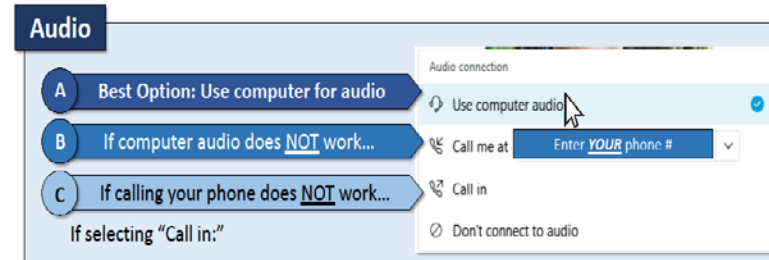 Audio
A Best Option: Use computer for audio
B If computer audio does NOT work...
C If calling your phone does NOT work...
If selecting “Call in:”
Audio connection
Use computer audio
Call me at Enter YOUR phone #
Call in
Don't connect to audio